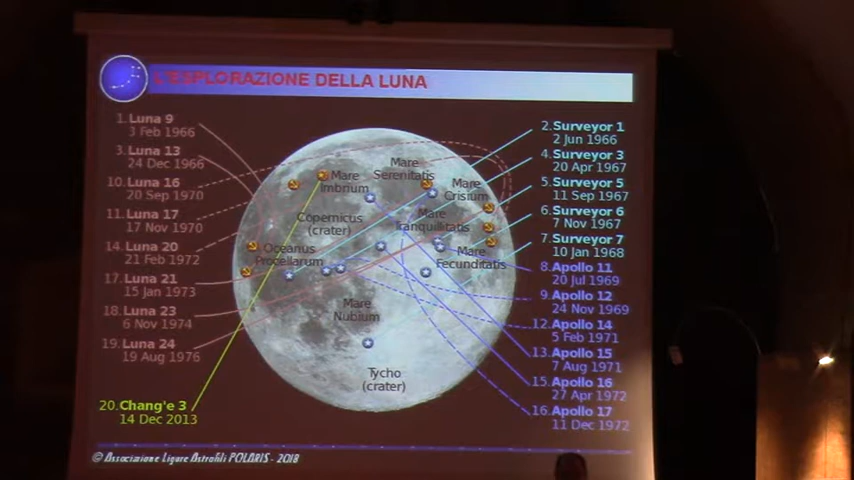 L'ESPLORAZIONE DELLA LUNA
1. Luna 9
3 Feb 1966
3. Luna 13
24 Dec 1966
10. Luna 16
20 Sep 1970
11. Luna 17
17 Nov 1970
14. Luna 20
21 Feb 1972
17. Luna 21
15 Jan 1973
18. Luna 23
6 Nov 1974
19. Luna 24
19 Aug 1976
20. Chang'e 3
14 Dec 2013
Mare
Imbrium
Mare
Serenitatis
Mare
Crisium
Copernicus
(crater)
Mare
Tranquillitatis
Oceanus
Procellarum
Mare
Fecunditatis
Mare
Nubium
Tycho
(crater)
2. Surveyor 1
2 Jun 1966
4. Surveyor 3
20 Apr 1967
5. Surveyor 5
11 Sep 1967
6. Surveyor 6
7 Nov 1967
7. Surveyor 7
10 Jan 1968
8. Apollo 11
20 Jul 1969
9. Apollo 12
24 Nov 1969
12. Apollo 14
5 Feb 1971
13. Apollo 15
7 Aug 1971
15. Apollo 16
27 Apr 1972
16. Apollo 17
11 Dec 1972
© Associazione Ligure Astrofili POLARIS - 2018